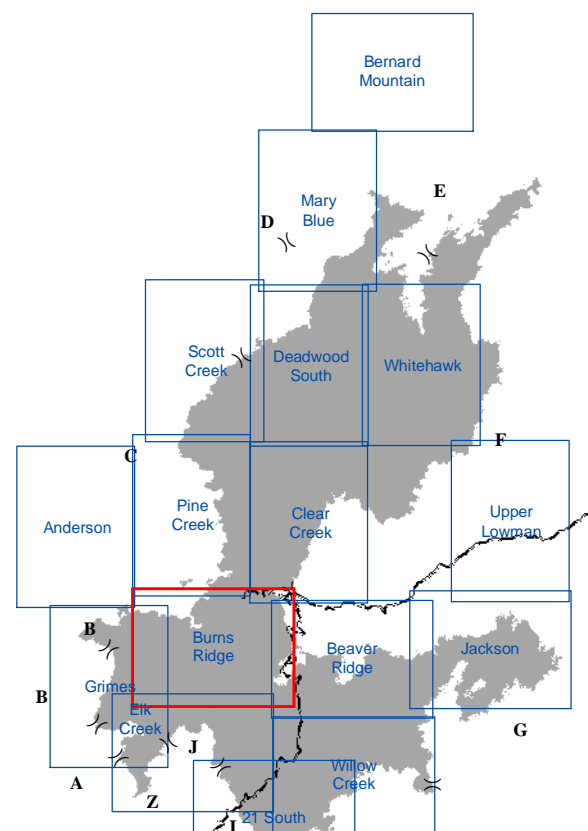 Bernard
Mountain
E
Mary
Blue
D
Scott
Creek
Deadwood
South
Whitehawk
F
C
Anderson
Pine
Creek
Clear
Creek
Upper
Lowman
B
Burns
Ridge
Beaver
Ridge
Jackson
B
Grimes
Elk
Creek
G
J
A
Z
Willow
Creek
21 South
I